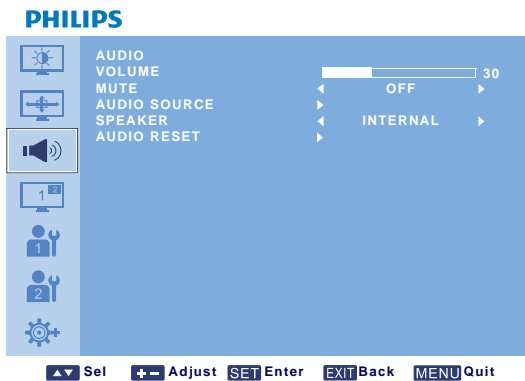 PHILIPS
AUDIO
VOLUME 30
MUTE OFF
AUDIO SOURCE
SPEAKER INTERNAL
AUDIO RESET
1 2
1
2
Sel + - Adjust SET Enter EXIT Back MENU Quit